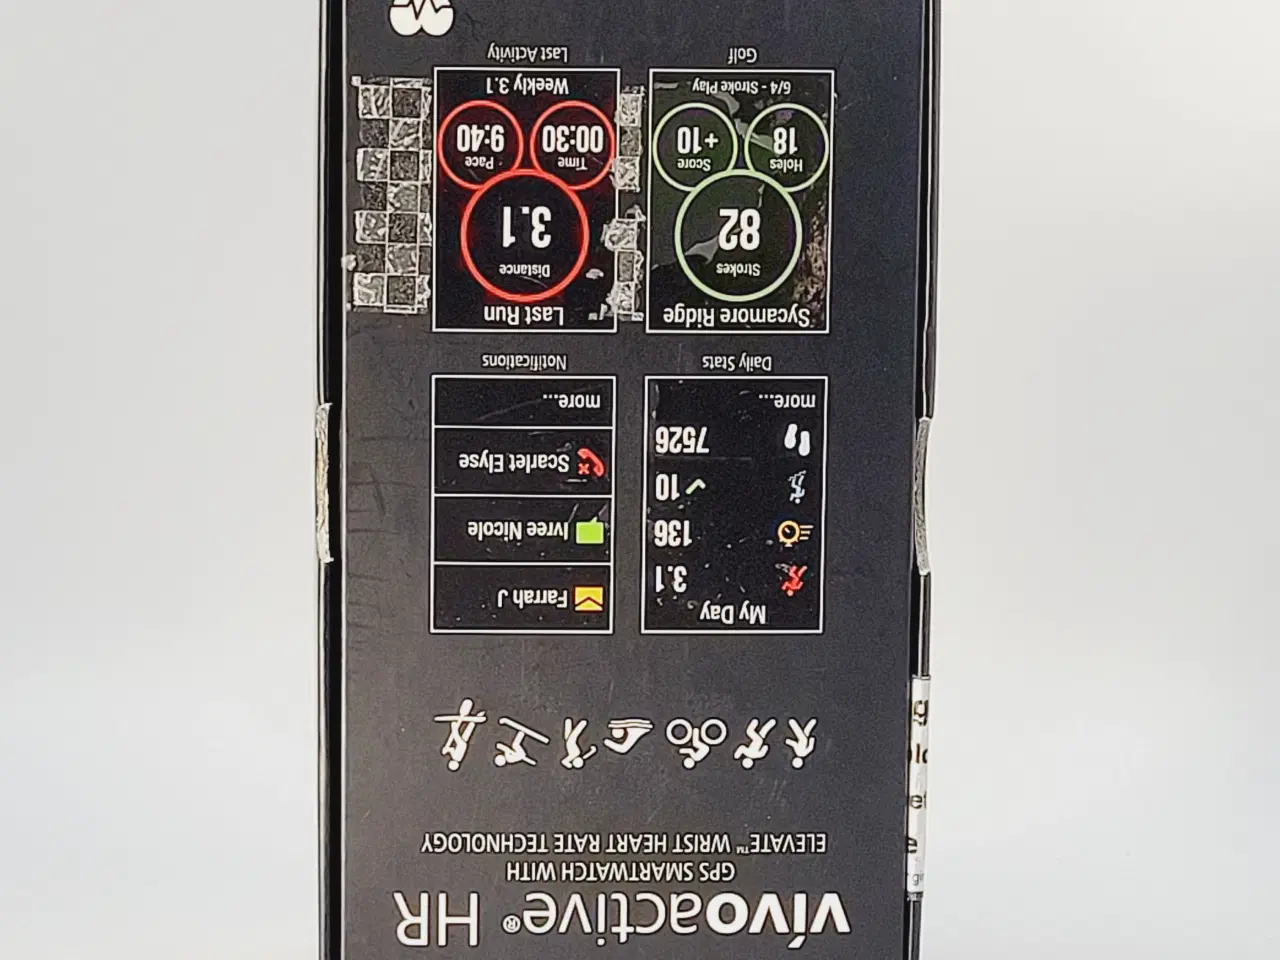 vívoactive® HR
GPS SMARTWATCH WITH
ELEVATE™ WRIST HEART RATE TECHNOLOGY
My Day
3.1
136
10
7526
more...
Daily Stats
Farrah J
Ivree Nicole
Scarlet Elyse
more...
Notifications
Sycamore Ridge
Strokes
82
Holes
18
Score
+10
6/4 - Stroke Play
Golf
Last Run
Distance
3.1
Time
00:30
Pace
9:40
Weekly 3.1
Last Activity